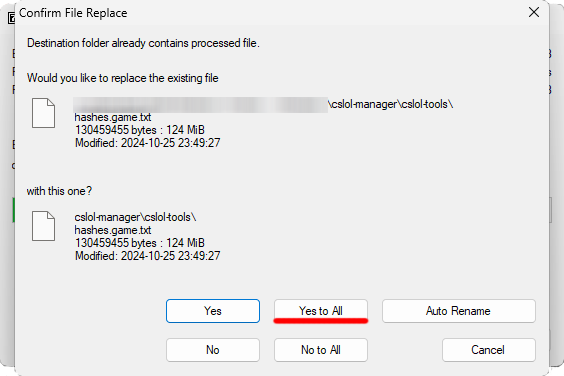 Confirm File Replace
Destination folder already contains processed file.
Would you like to replace the existing file
\cslol-manager\cslol-tools\
hashes.game.txt
130459455 bytes : 124 MiB
Modified: 2024-10-25 23:49:27
with this one?
cslol-manager\cslol-tools\
hashes.game.txt
130459455 bytes : 124 MiB
Modified: 2024-10-25 23:49:27
Yes
Yes to All
Auto Rename
No
No to All
Cancel